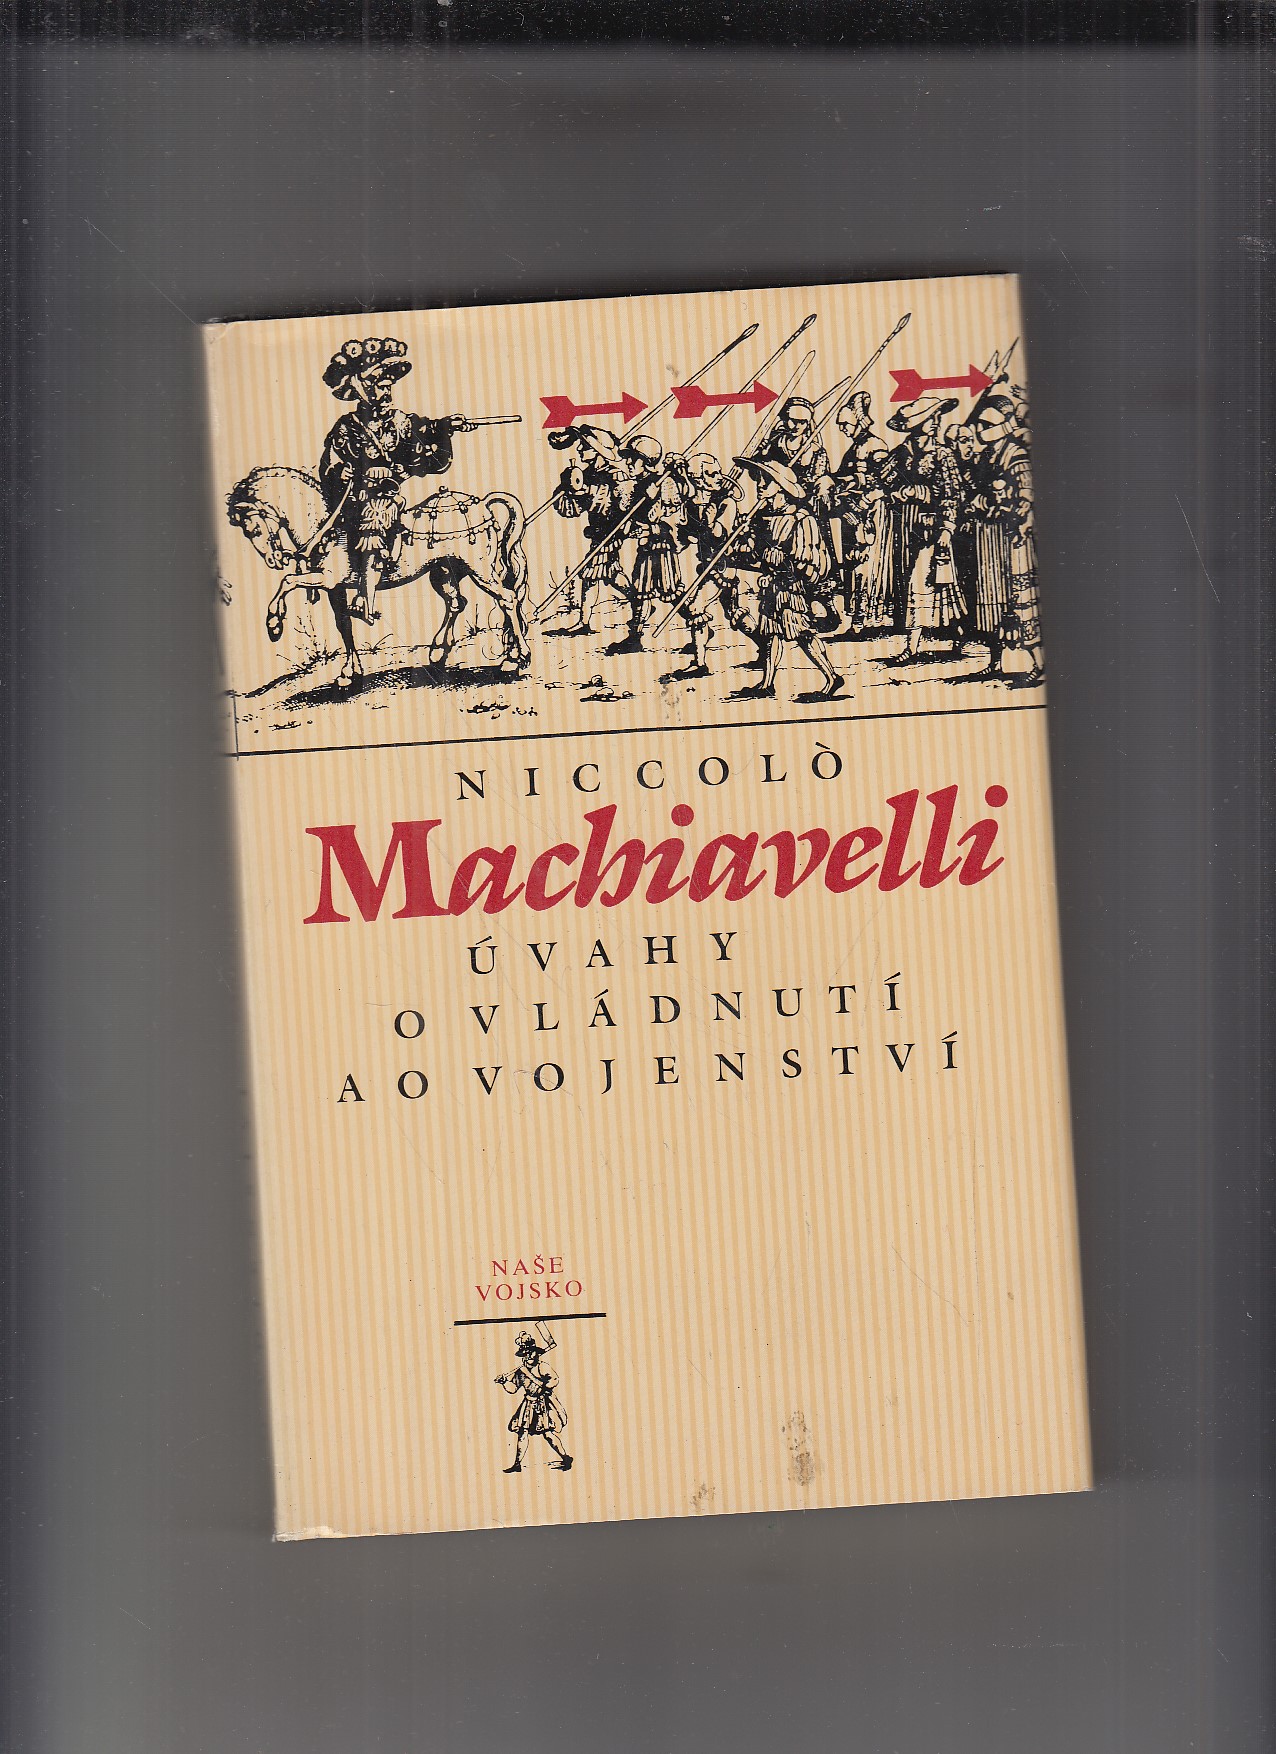 NICCOLÒ
Machiavelli
ÚVAHY
O VLÁDNUTÍ
A O VOJENSTVÍ
NAŠE
VOJSKO